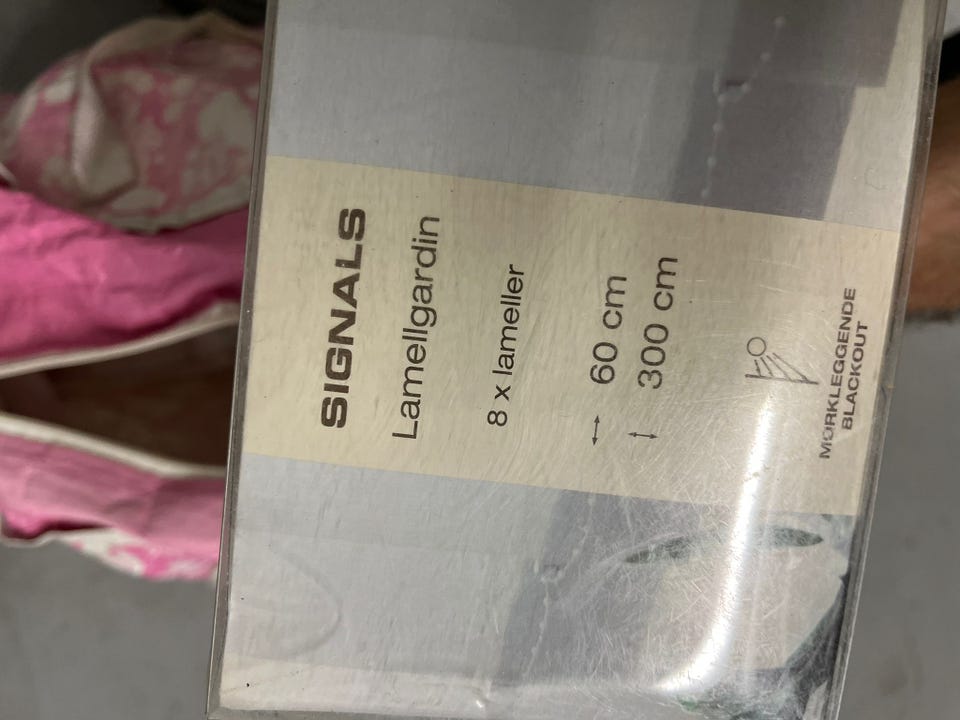 SIGNALS
Lamellgardin
8 x lameller
↔ 60 cm
↕ 300 cm
MØRKLEGGENDE
BLACKOUT